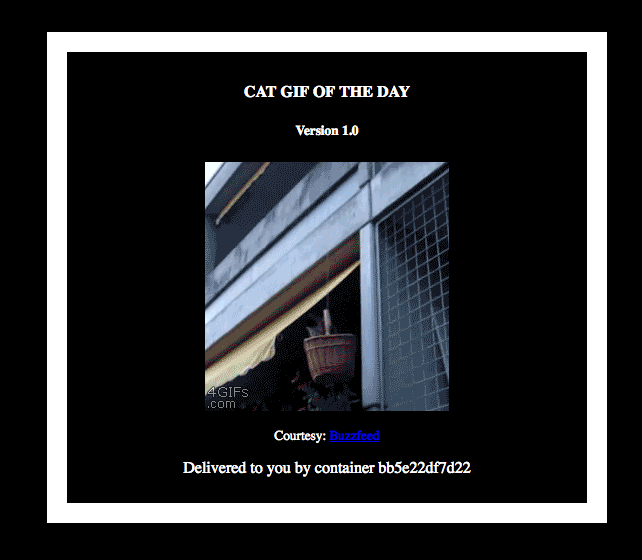 CAT GIF OF THE DAY
Version 1.0
4GIFs
.com
Courtesy: Buzzfeed
Delivered to you by container bb5e22df7d22